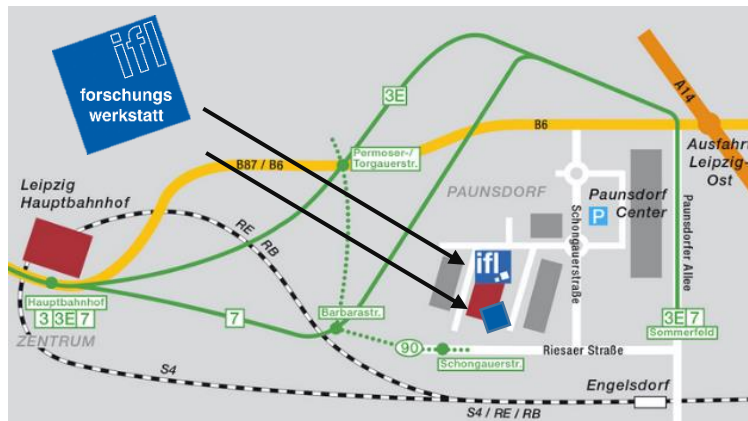 ifl
forschungs
werkstatt
3E
A14
B6
B87 / B6
Permoser-/
Torgauerstr.
Ausfahrt
Leipzig-
Ost
Leipzig
Hauptbahnhof
PAUNSDORF
Paunsdorf
Center
P
Schongauerstraße
Paunsdorfer Allee
RE / RB
ifl
Hauptbahnhof
3 3E 7
ZENTRUM
7
Barbarastr.
90
Schongauerstr.
Riesaer Straße
3E 7
Sommerfeld
S4
Engelsdorf
S4 / RE / RB